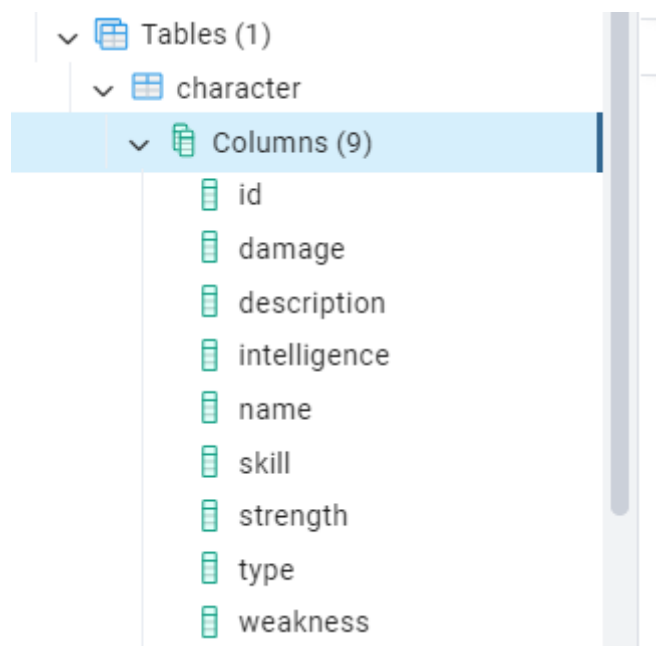 Tables (1)
character
Columns (9)
id
damage
description
intelligence
name
skill
strength
type
weakness